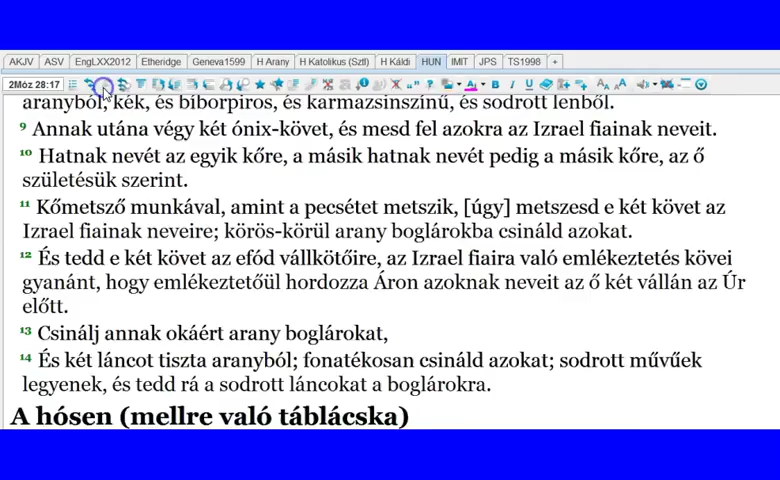 AKJV ASV EngLXX2012 Etheridge Geneva1599 H Arany H Katolikus (SztI) H Káldi HUN IMIT JPS TS1998 +
2Móz 28:17
aranyból, kék, és bíborpiros, és karmazsinszínű, és sodrott lenből.
9 Annak utána végy két ónix-követ, és mesd fel azokra az Izrael fiainak neveit.
10 Hatnak nevét az egyik kőre, a másik hatnak nevét pedig a másik kőre, az ő
születésük szerint.
11 Kőmetsző munkával, amint a pecsétet metszik, [úgy] metszesd e két követ az
Izrael fiainak neveire; körös-körül arany boglárokba csináld azokat.
12 És tedd e két követ az efód vállkötőire, az Izrael fiaira való emlékeztetés kövei
gyanánt, hogy emlékeztetőül hordozza Áron azoknak neveit az ő két vállán az Úr
előtt.
13 Csinálj annak okáért arany boglárokat,
14 És két láncot tiszta aranyból; fonatékosan csináld azokat; sodrott művűek
legyenek, és tedd rá a sodrott láncokat a boglárokra.
A hósen (mellre való táblácska)